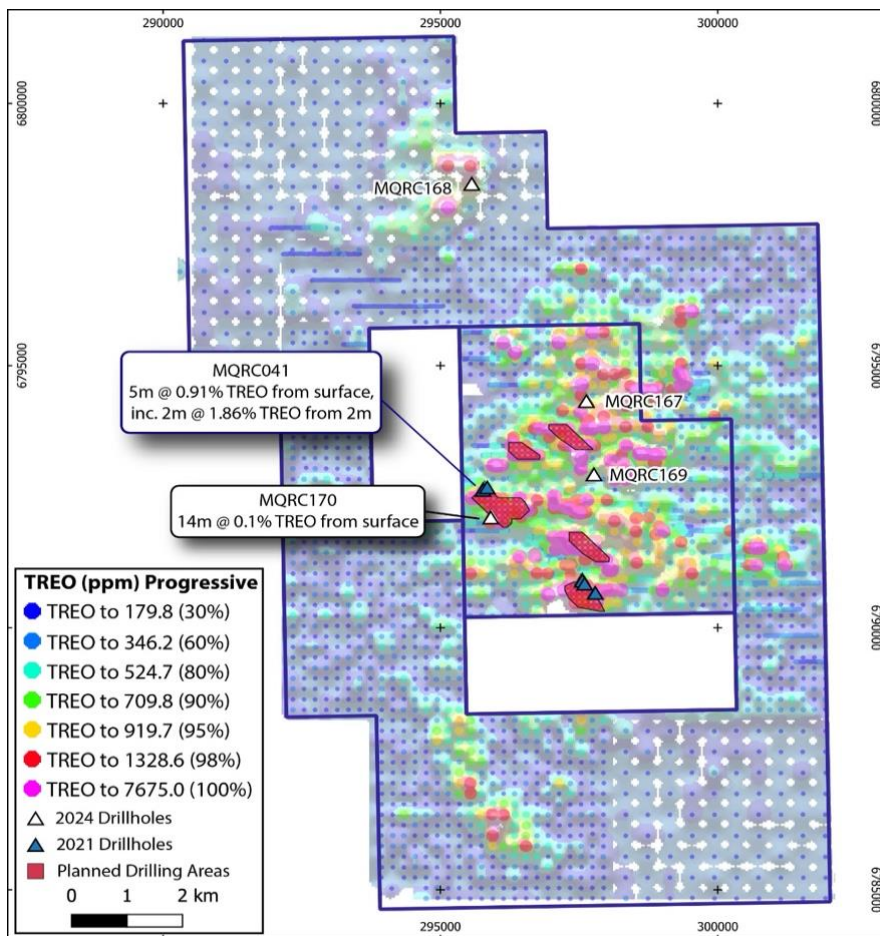 290000
295000
300000
6800000
6800000
MQRC168
MQRC041
5m @ 0.91% TREO from surface,
inc. 2m @ 1.86% TREO from 2m
6795000
6795000
MQRC167
MQRC169
MQRC170
14m @ 0.1% TREO from surface
TREO (ppm) Progressive
TREO to 179.8 (30%)
TREO to 346.2 (60%)
TREO to 524.7 (80%)
TREO to 709.8 (90%)
TREO to 919.7 (95%)
TREO to 1328.6 (98%)
TREO to 7675.0 (100%)
2024 Drillholes
2021 Drillholes
Planned Drilling Areas
0 1 2 km
6790000
6785000
295000
300000